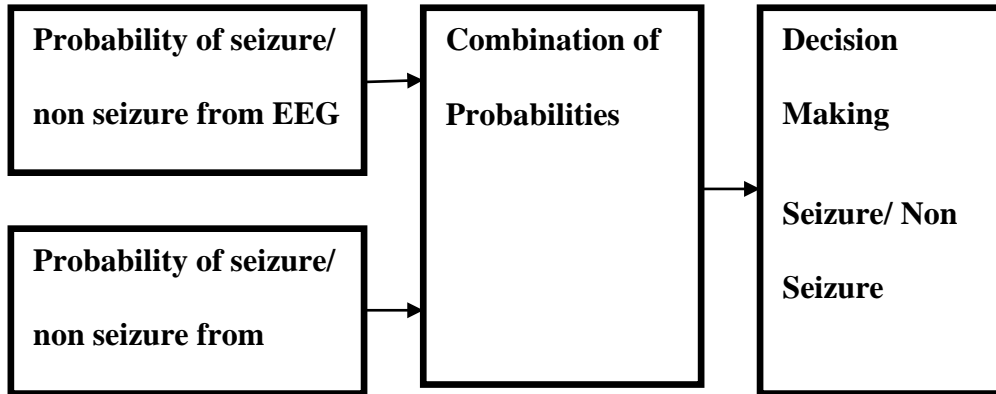 Probability of seizure/
non seizure from EEG
Probability of seizure/
non seizure from
Combination of
Probabilities
Decision
Making
Seizure/ Non
Seizure